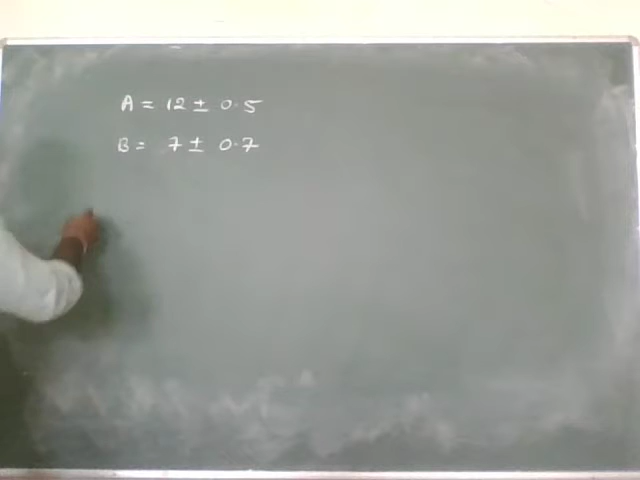 A = 12 ± 0.5
B = 7 ± 0.7